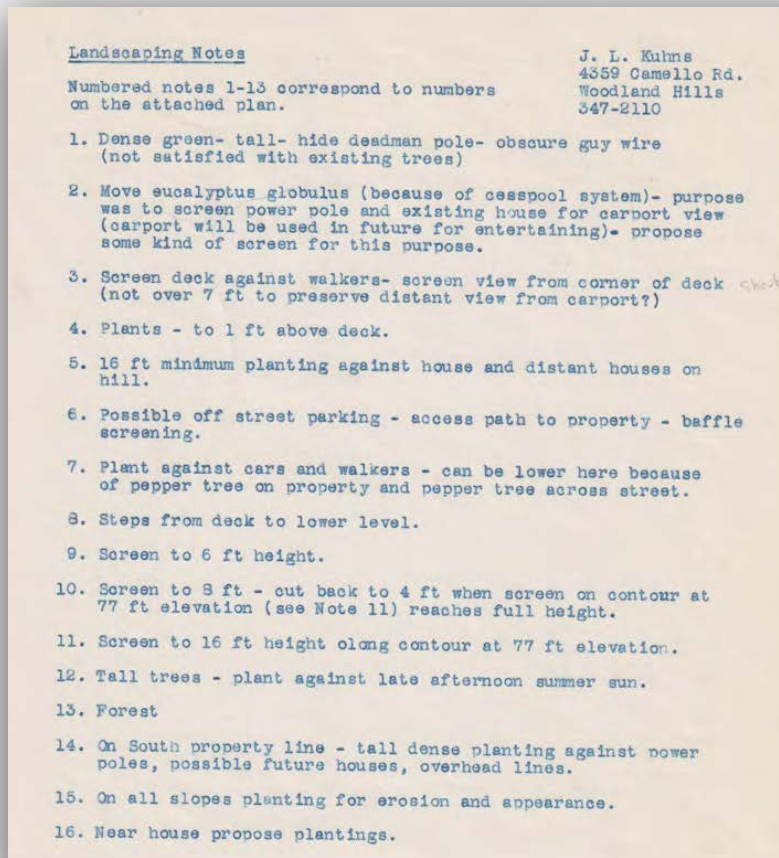 Landscaping Notes
J. L. Kuhns
4359 Camello Rd.
Woodland Hills
347-2110
Numbered notes 1-13 correspond to numbers
on the attached plan.
1. Dense green- tall- hide deadman pole- obscure guy wire
(not satisfied with existing trees)
2. Move eucalyptus globulus (because of cesspool system)- purpose
was to screen power pole and existing house for carport view
(carport will be used in future for entertaining)- propose
some kind of screen for this purpose.
3. Screen deck against walkers- screen view from corner of deck
(not over 7 ft to preserve distant view from carport?)
4. Plants - to 1 ft above deck.
5. 16 ft minimum planting against house and distant houses on
hill.
6. Possible off street parking - access path to property - baffle
screening.
7. Plant against cars and walkers - can be lower here because
of pepper tree on property and pepper tree across street.
8. Steps from deck to lower level.
9. Screen to 6 ft height.
10. Screen to 8 ft - cut back to 4 ft when screen on contour at
77 ft elevation (see Note 11) reaches full height.
11. Screen to 16 ft height olong contour at 77 ft elevation.
12. Tall trees - plant against late afternoon summer sun.
13. Forest
14. On South property line - tall dense planting against power
poles, possible future houses, overhead lines.
15. On all slopes planting for erosion and appearance.
16. Near house propose plantings.